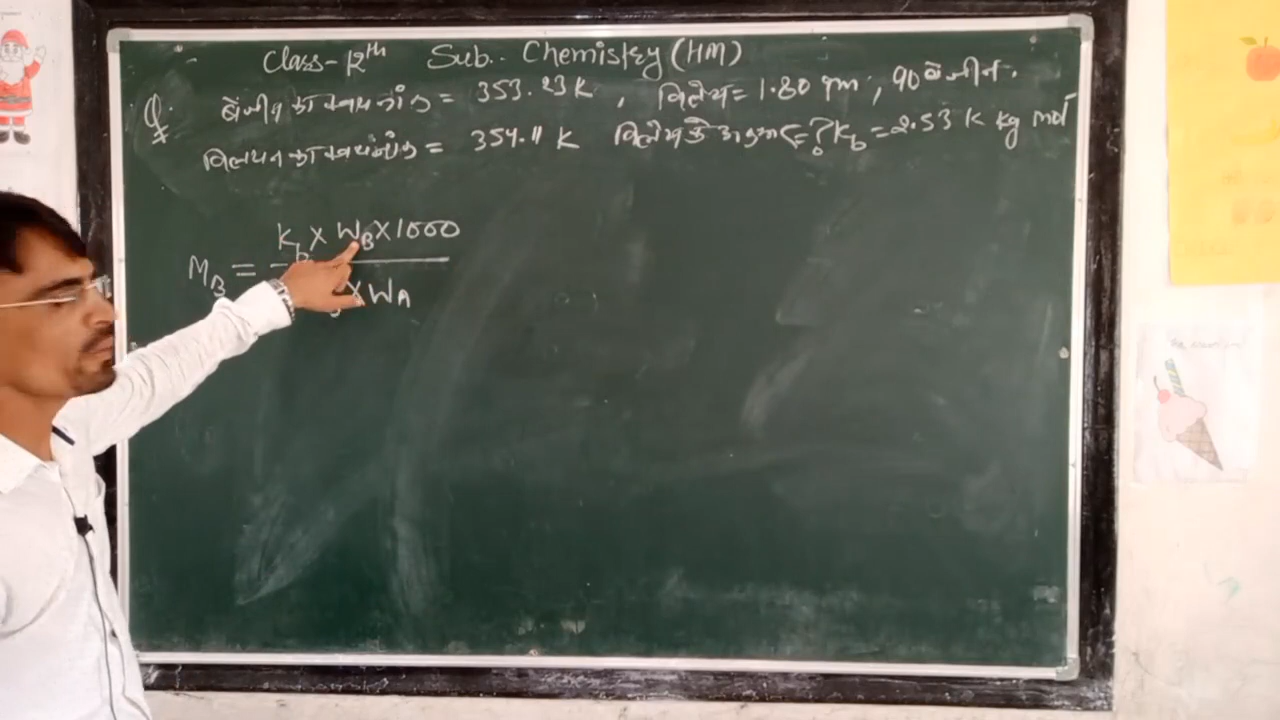 Class-12th Sub.. Chemistry (HM)
Q. बेंजीन का क्वथनांक = 353.23 K , विलेय = 1.80 gm ; 90 बेंजीन.
विलयन का क्वथनांक = 354.11 K विलेय के = ? Kb = 2.53 K kg mol⁻
MB = Kb × WB × 1000
× WA